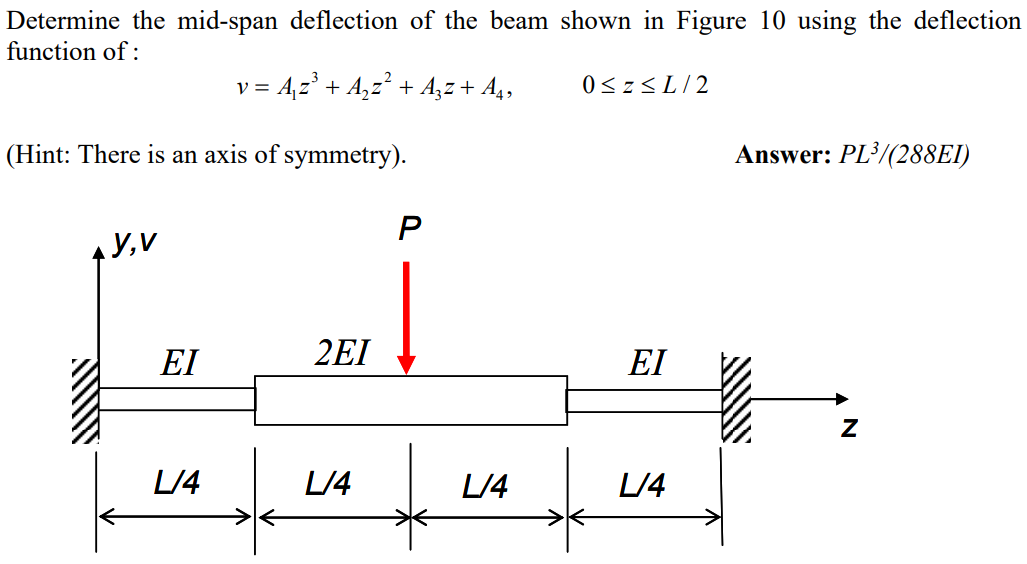 Determine the mid-span deflection of the beam shown in Figure 10 using the deflection
function of :
v = A₁z³ + A₂z² + A₃z + A₄,   0 ≤ z ≤ L / 2
(Hint: There is an axis of symmetry).   Answer: PL³/(288EI)
P
y,v
EI   2EI   EI
z
L/4   L/4   L/4   L/4